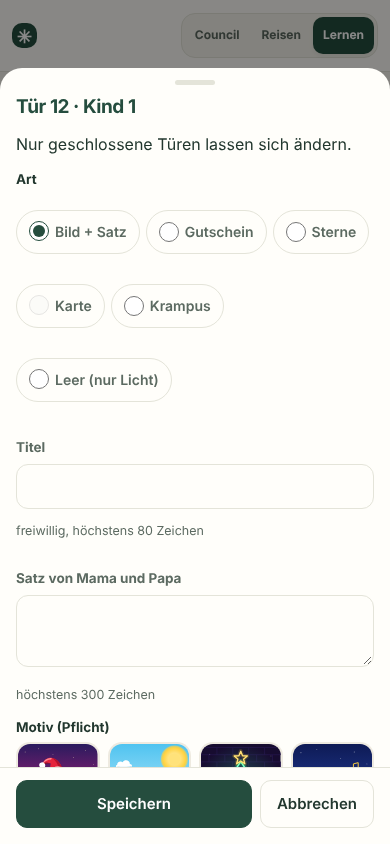 Council Reisen Lernen
Tür 12 · Kind 1
Nur geschlossene Türen lassen sich ändern.
Art
Bild + Satz Gutschein Sterne
Karte Krampus
Leer (nur Licht)
Titel
freiwillig, höchstens 80 Zeichen
Satz von Mama und Papa
höchstens 300 Zeichen
Motiv (Pflicht)
Speichern Abbrechen